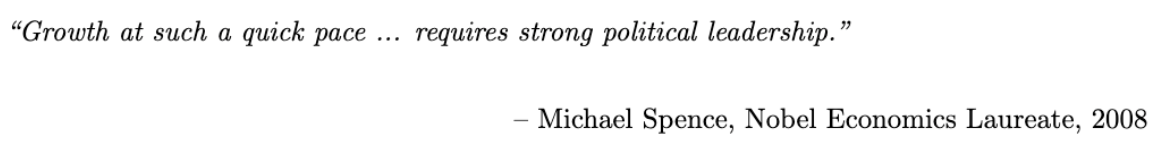 “Growth at such a quick pace ... requires strong political leadership.”
– Michael Spence, Nobel Economics Laureate, 2008